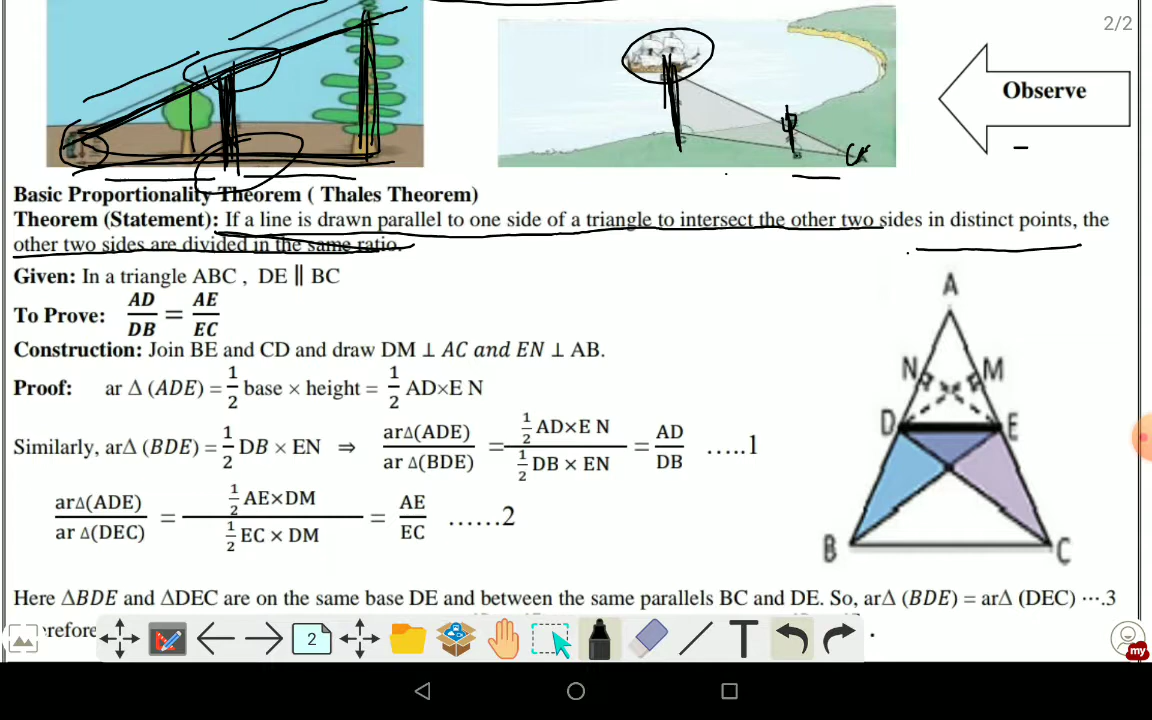 2/2
Observe
Basic Proportionality Theorem ( Thales Theorem)
Theorem (Statement): If a line is drawn parallel to one side of a triangle to intersect the other two sides in distinct points, the
other two sides are divided in the same ratio.
Given: In a triangle ABC , DE || BC
To Prove: AD/DB = AE/EC
Construction: Join BE and CD and draw DM ⊥ AC and EN ⊥ AB.
Proof: ar Δ (ADE) = 1/2 base × height = 1/2 AD×E N
Similarly, arΔ (BDE) = 1/2 DB × EN ⇒ arΔ(ADE)/ar Δ(BDE) = 1/2 AD×E N / 1/2 DB × EN = AD/DB …..1
arΔ(ADE)/ar Δ(DEC) = 1/2 AE×DM / 1/2 EC × DM = AE/EC ……2
Here ΔBDE and ΔDEC are on the same base DE and between the same parallels BC and DE. So, arΔ (BDE) = arΔ (DEC) ….3
A
N M
D E
B C
2
T
my